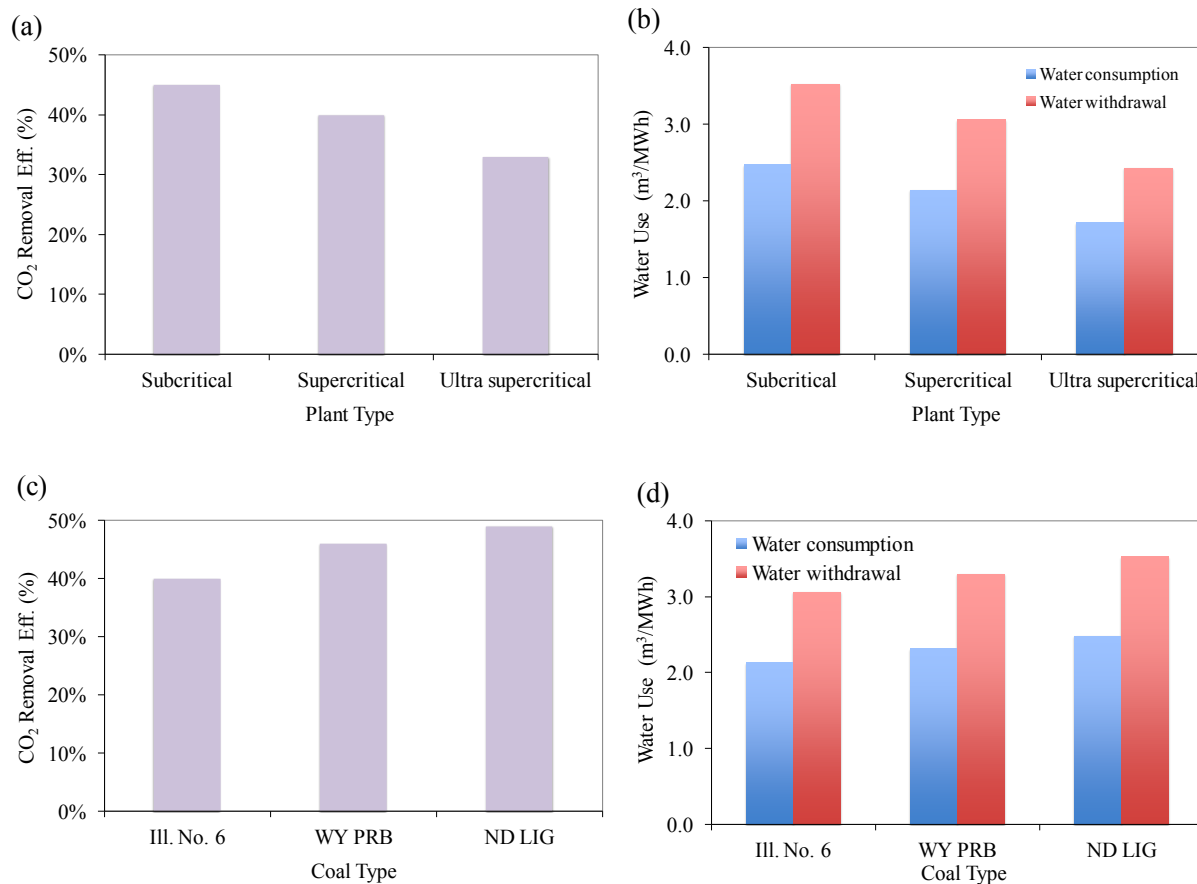 (a)
CO2 Removal Eff. (%)
50%
40%
30%
20%
10%
0%
Subcritical Supercritical Ultra supercritical
Plant Type
(b)
Water Use (m3/MWh)
4.0
3.0
2.0
1.0
0.0
Water consumption
Water withdrawal
Subcritical Supercritical Ultra supercritical
Plant Type
(c)
CO2 Removal Eff. (%)
50%
40%
30%
20%
10%
0%
Ill. No. 6 WY PRB ND LIG
Coal Type
(d)
Water Use (m3/MWh)
4.0
3.0
2.0
1.0
0.0
Water consumption
Water withdrawal
Ill. No. 6 WY PRB ND LIG
Coal Type